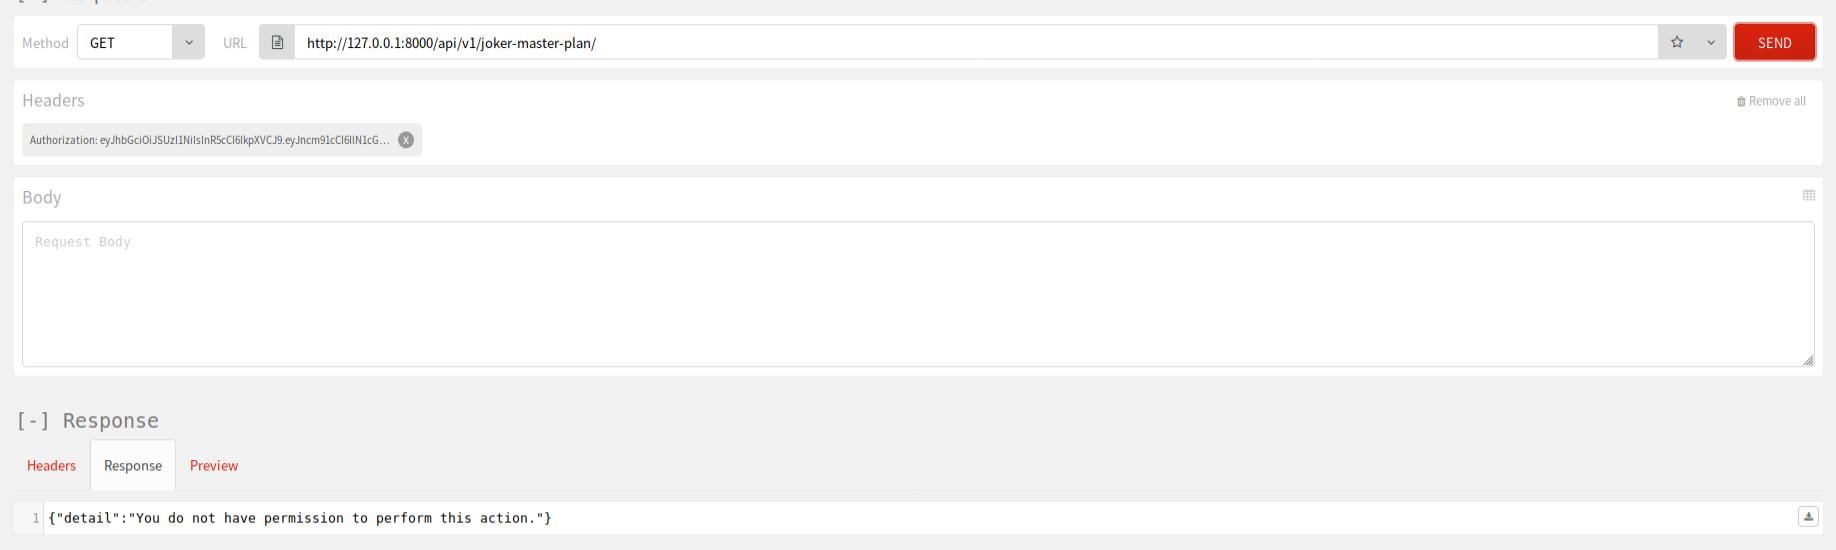 Method GET URL http://127.0.0.1:8000/api/v1/joker-master-plan/ SEND
Headers Remove all
Authorization: eyJhbGciOiJSUzI1NiIsInR5cCI6IkpXVCJ9.eyJncm91cCI6IlN1cG... x
Body
Request Body
[-] Response
Headers Response Preview
1 {"detail":"You do not have permission to perform this action."}